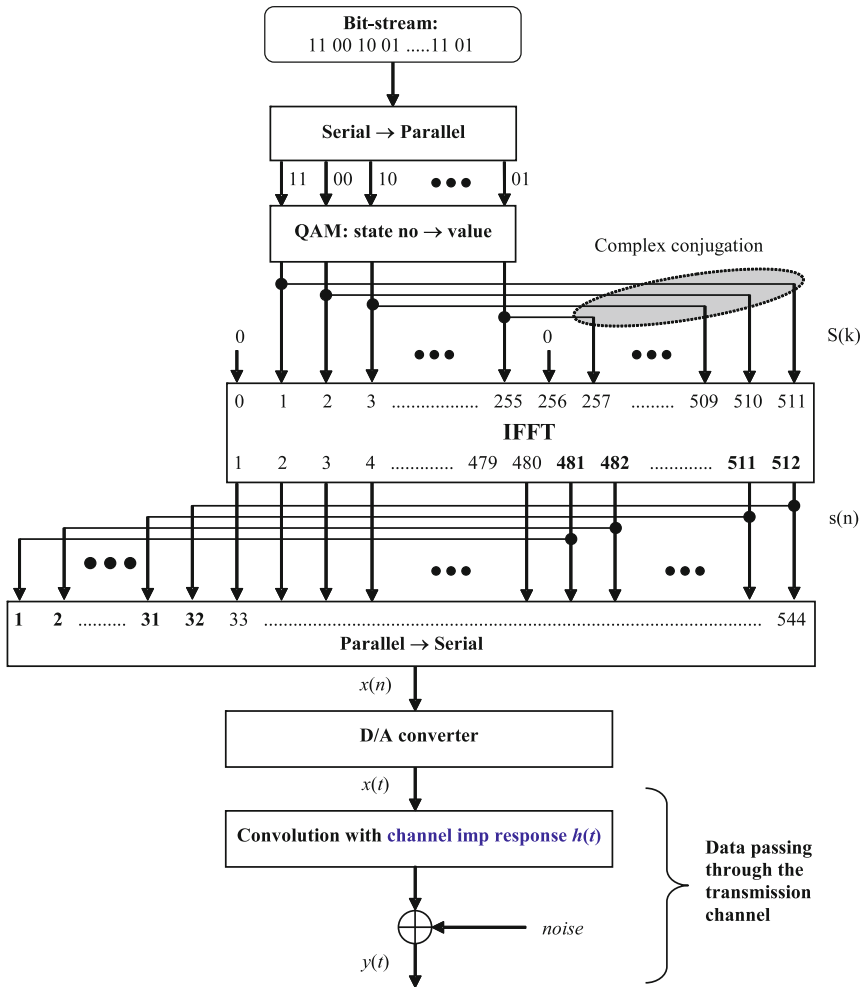 Bit-stream:
11 00 10 01 .....11 01
Serial → Parallel
11 00 10 ●●● 01
QAM: state no → value
Complex conjugation
0 0 S(k)
●●● ●●●
0 1 2 3 .................. 255 256 257 ......... 509 510 511
IFFT
1 2 3 4 ............. 479 480 481 482 ............. 511 512
s(n)
●●● ●●● ●●●
1 2 .......... 31 32 33 ............................................................ 544
Parallel → Serial
x(n)
D/A converter
x(t)
Convolution with channel imp response h(t)
Data passing
through the
transmission
channel
noise
y(t)